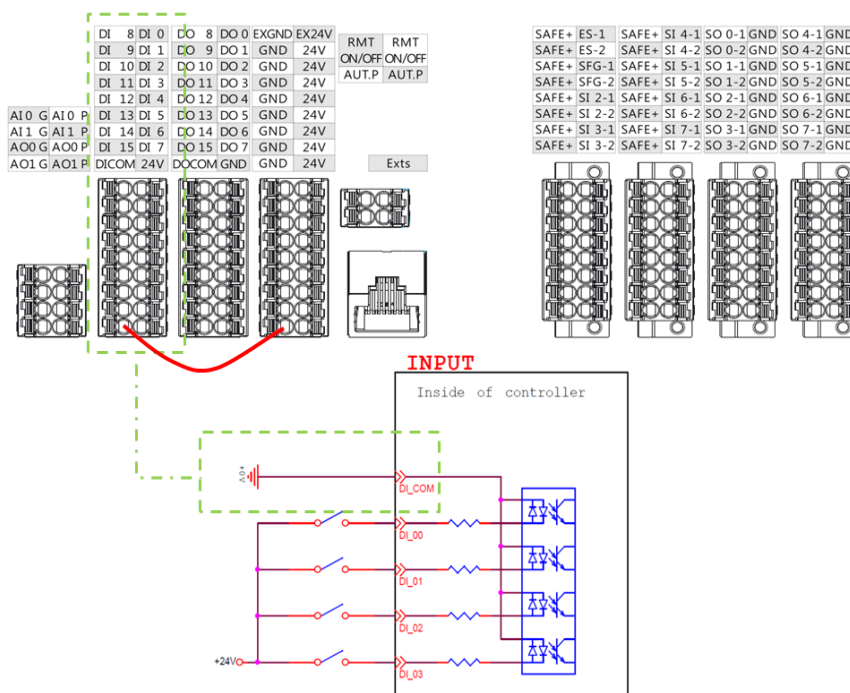 DI 8 DI 0 DO 8 DO 0 EXGND EX24V
DI 9 DI 1 DO 9 DO 1 GND 24V
DI 10 DI 2 DO 10 DO 2 GND 24V
DI 11 DI 3 DO 11 DO 3 GND 24V
DI 12 DI 4 DO 12 DO 4 GND 24V
AI0 G AI0 P DI 13 DI 5 DO 13 DO 5 GND 24V
AI1 G AI1 P DI 14 DI 6 DO 14 DO 6 GND 24V
AO0 G AO0 P DI 15 DI 7 DO 15 DO 7 GND 24V
AO1 G AO1 P DICOM 24V DOCOM GND GND 24V
RMT RMT
ON/OFF ON/OFF
AUT.P AUT.P
Exts
SAFE+ ES-1 SAFE+ SI 4-1 SO 0-1 GND SO 4-1 GND
SAFE+ ES-2 SAFE+ SI 4-2 SO 0-2 GND SO 4-2 GND
SAFE+ SFG-1 SAFE+ SI 5-1 SO 1-1 GND SO 5-1 GND
SAFE+ SFG-2 SAFE+ SI 5-2 SO 1-2 GND SO 5-2 GND
SAFE+ SI 2-1 SAFE+ SI 6-1 SO 2-1 GND SO 6-1 GND
SAFE+ SI 2-2 SAFE+ SI 6-2 SO 2-2 GND SO 6-2 GND
SAFE+ SI 3-1 SAFE+ SI 7-1 SO 3-1 GND SO 7-1 GND
SAFE+ SI 3-2 SAFE+ SI 7-2 SO 3-2 GND SO 7-2 GND
INPUT
Inside of controller
+0V
DI_COM
DI_00
DI_01
DI_02
+24V
DI_03